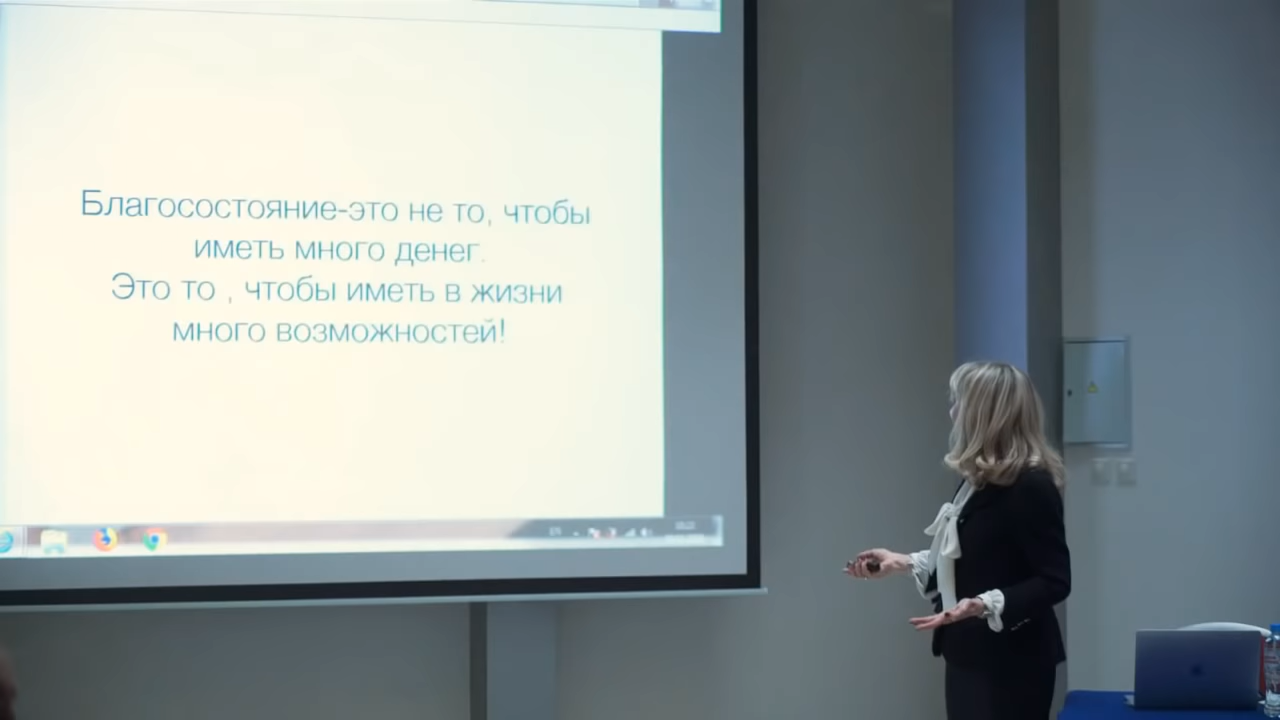 Благосостояние-это не то, чтобы
иметь много денег.
Это то , чтобы иметь в жизни
много возможностей!